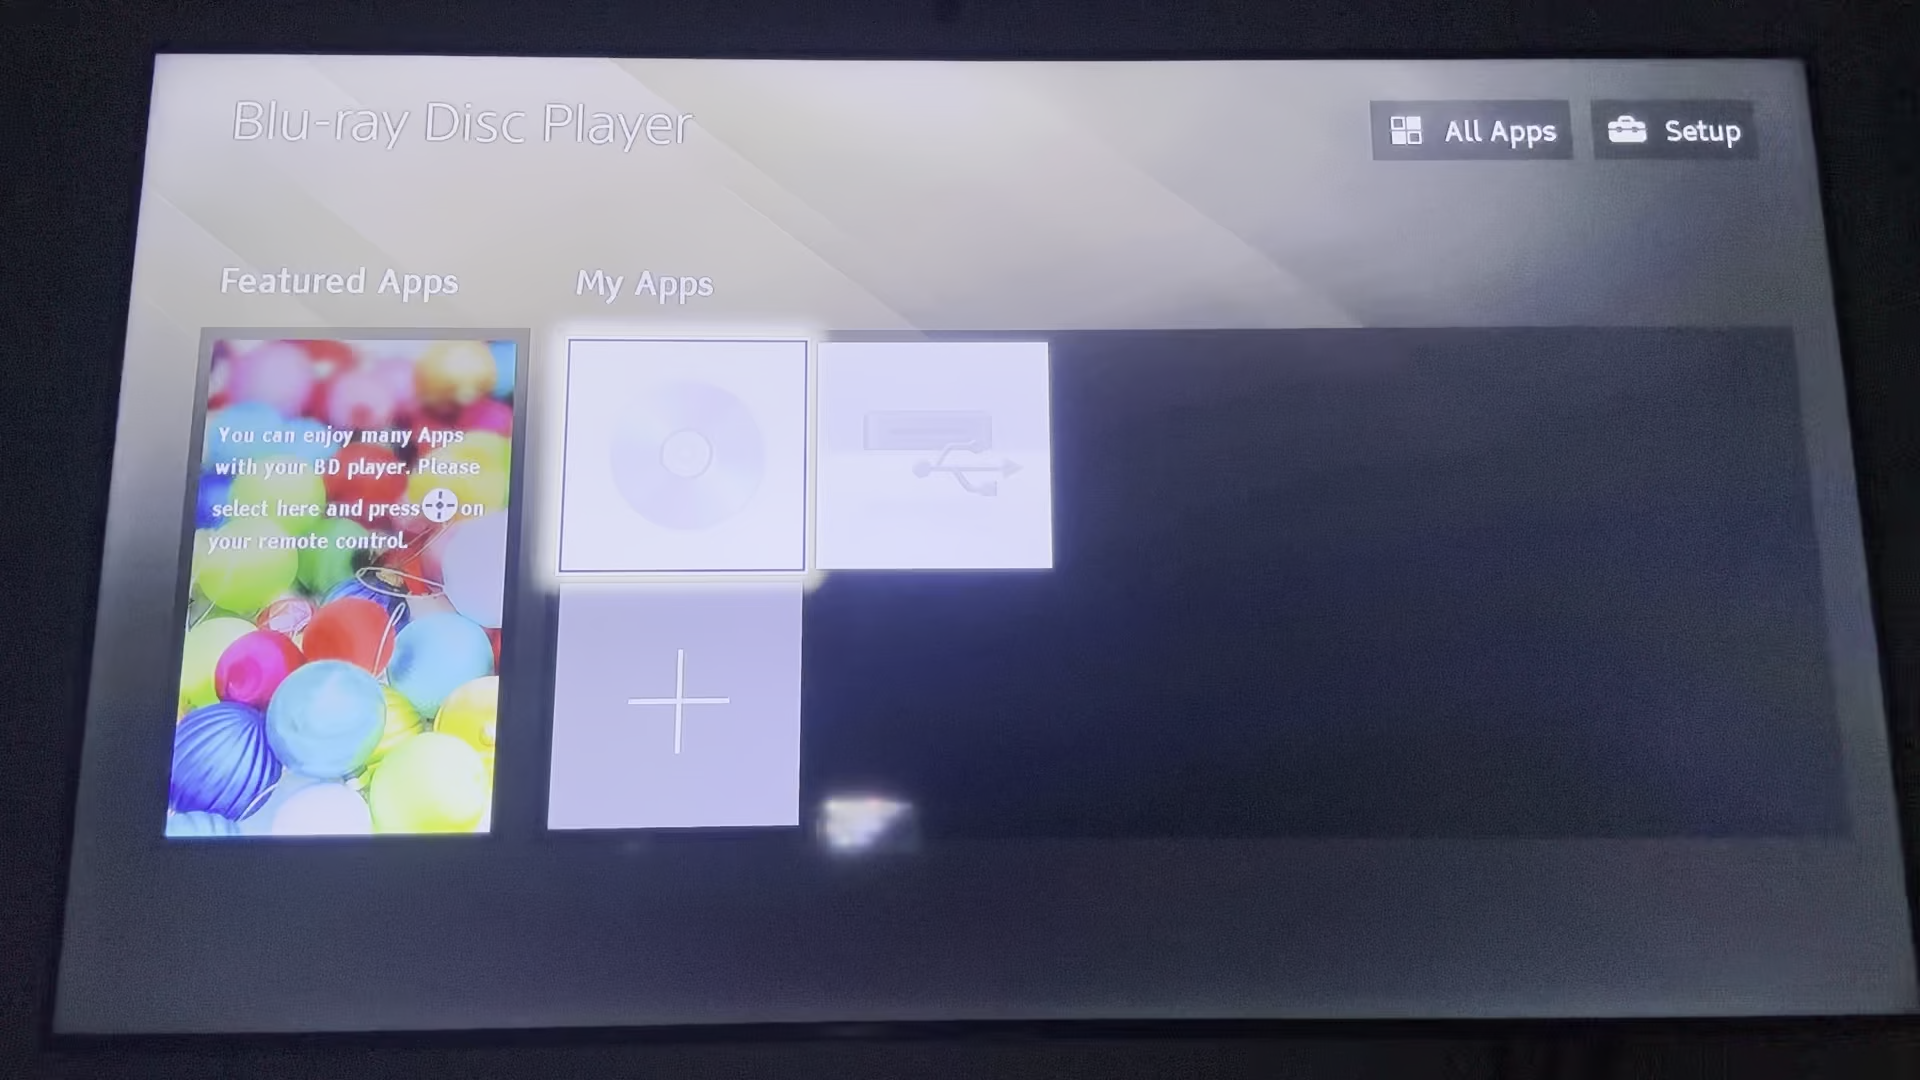 Blu-ray Disc Player
All Apps
Setup
Featured Apps
My Apps
You can enjoy many Apps
with your BD player. Please
select here and press on
your remote control.